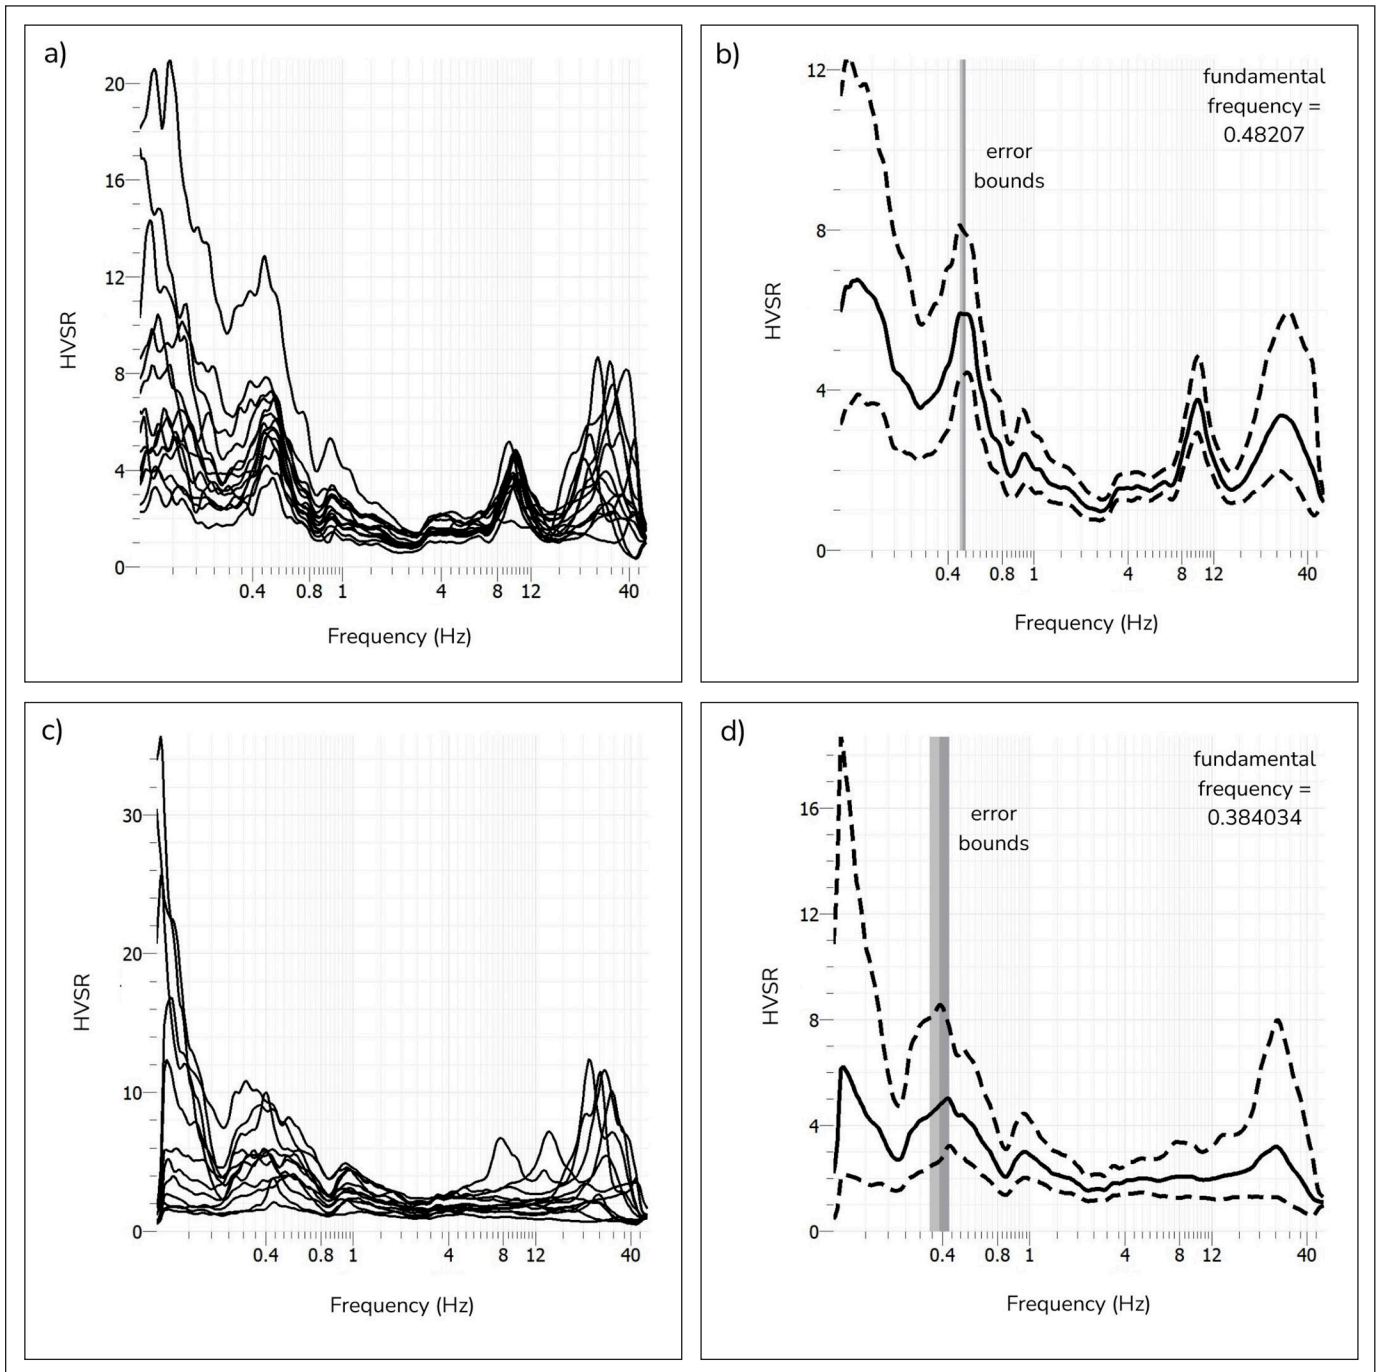 a)
20
16
12
8
4
0
HVSR
0.4 0.8 1 4 8 12 40
Frequency (Hz)
b)
12
8
4
0
HVSR
fundamental
frequency =
0.48207
error
bounds
0.4 0.8 1 4 8 12 40
Frequency (Hz)
c)
30
20
10
0
HVSR
0.4 0.8 1 4 8 12 40
Frequency (Hz)
d)
16
12
8
4
0
HVSR
fundamental
frequency =
0.384034
error
bounds
0.4 0.8 1 4 8 12 40
Frequency (Hz)